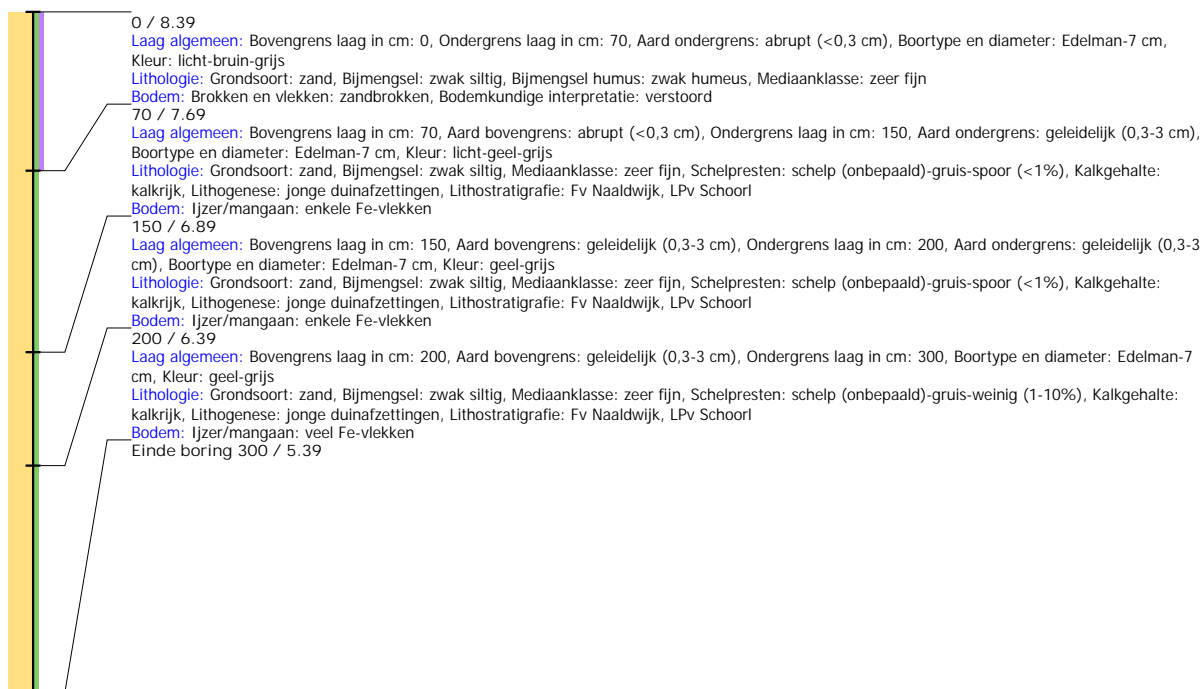 0 / 8.39
Laag algemeen: Bovengrens laag in cm: 0, Ondergrens laag in cm: 70, Aard ondergrens: abrupt (<0,3 cm), Boortype en diameter: Edelman-7 cm,
Kleur: licht-bruin-grijs
Lithologie: Grondsoort: zand, Bijmengsel: zwak siltig, Bijmengsel humus: zwak humeus, Mediaanklasse: zeer fijn
Bodem: Brokken en vlekken: zandbrokken, Bodemkundige interpretatie: verstoord
70 / 7.69
Laag algemeen: Bovengrens laag in cm: 70, Aard bovengrens: abrupt (<0,3 cm), Ondergrens laag in cm: 150, Aard ondergrens: geleidelijk (0,3-3 cm),
Boortype en diameter: Edelman-7 cm, Kleur: licht-geel-grijs
Lithologie: Grondsoort: zand, Bijmengsel: zwak siltig, Mediaanklasse: zeer fijn, Schelpresten: schelp (onbepaald)-gruis-spoor (<1%), Kalkgehalte:
kalkrijk, Lithogenese: jonge duinafzettingen, Lithostratigrafie: Fv Naaldwijk, LPv Schoorl
Bodem: Ijzer/mangaan: enkele Fe-vlekken
150 / 6.89
Laag algemeen: Bovengrens laag in cm: 150, Aard bovengrens: geleidelijk (0,3-3 cm), Ondergrens laag in cm: 200, Aard ondergrens: geleidelijk (0,3-3
cm), Boortype en diameter: Edelman-7 cm, Kleur: geel-grijs
Lithologie: Grondsoort: zand, Bijmengsel: zwak siltig, Mediaanklasse: zeer fijn, Schelpresten: schelp (onbepaald)-gruis-spoor (<1%), Kalkgehalte:
kalkrijk, Lithogenese: jonge duinafzettingen, Lithostratigrafie: Fv Naaldwijk, LPv Schoorl
Bodem: Ijzer/mangaan: enkele Fe-vlekken
200 / 6.39
Laag algemeen: Bovengrens laag in cm: 200, Aard bovengrens: geleidelijk (0,3-3 cm), Ondergrens laag in cm: 300, Boortype en diameter: Edelman-7
cm, Kleur: geel-grijs
Lithologie: Grondsoort: zand, Bijmengsel: zwak siltig, Mediaanklasse: zeer fijn, Schelpresten: schelp (onbepaald)-gruis-weinig (1-10%), Kalkgehalte:
kalkrijk, Lithogenese: jonge duinafzettingen, Lithostratigrafie: Fv Naaldwijk, LPv Schoorl
Bodem: Ijzer/mangaan: veel Fe-vlekken
Einde boring 300 / 5.39